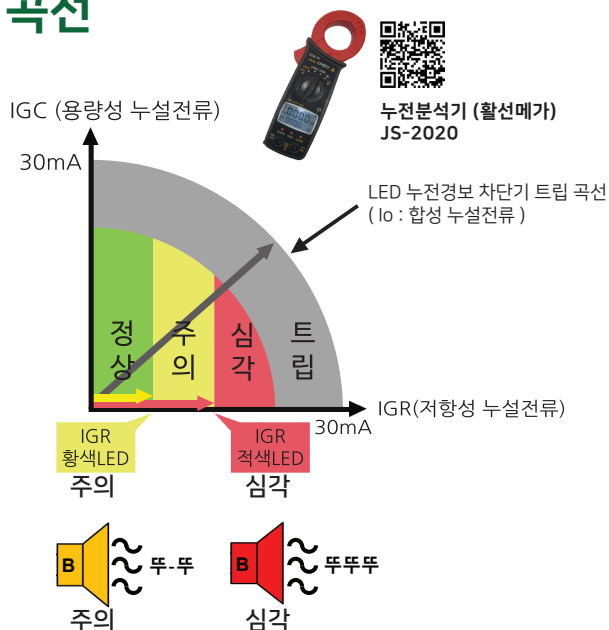 곡선
누전분석기 (활선메가)
JS-2020
IGC (용량성 누설전류)
30mA
LED 누전경보 차단기 트립 곡선
( Io : 합성 누설전류 )
정상
주의
심각
트립
IGR(저항성 누설전류)
30mA
IGR
황색LED
IGR
적색LED
주의
심각
B
뚜-뚜
B
뚜뚜뚜
주의
심각